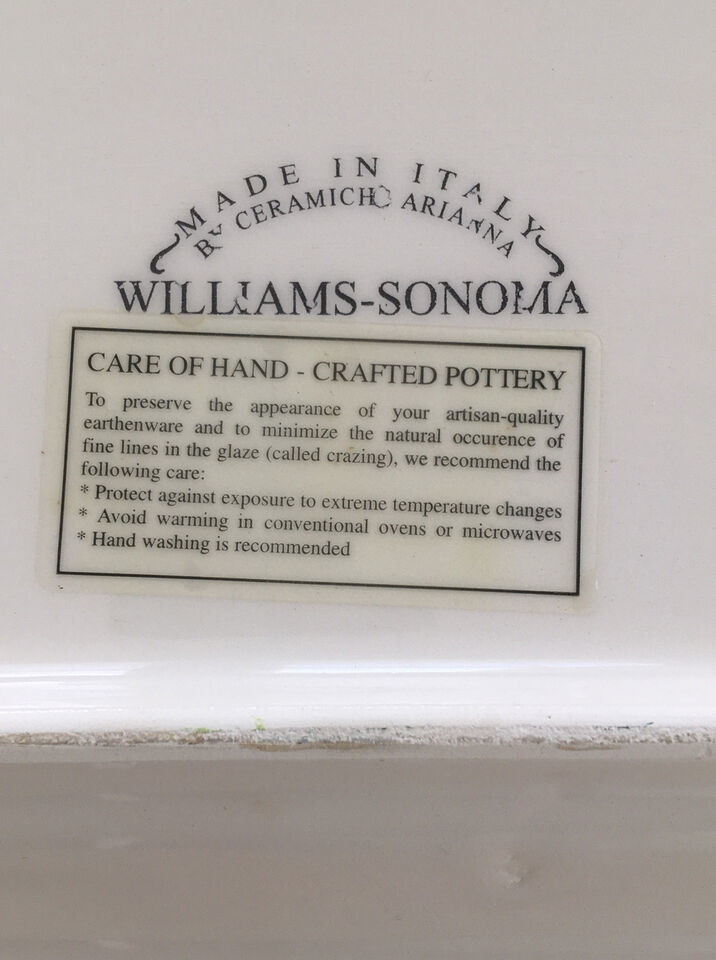 MADE IN ITALY
BY CERAMICHE ARIANNA
WILLIAMS-SONOMA
CARE OF HAND - CRAFTED POTTERY
To preserve the appearance of your artisan-quality
earthenware and to minimize the natural occurence of
fine lines in the glaze (called crazing), we recommend the
following care:
* Protect against exposure to extreme temperature changes
* Avoid warming in conventional ovens or microwaves
* Hand washing is recommended